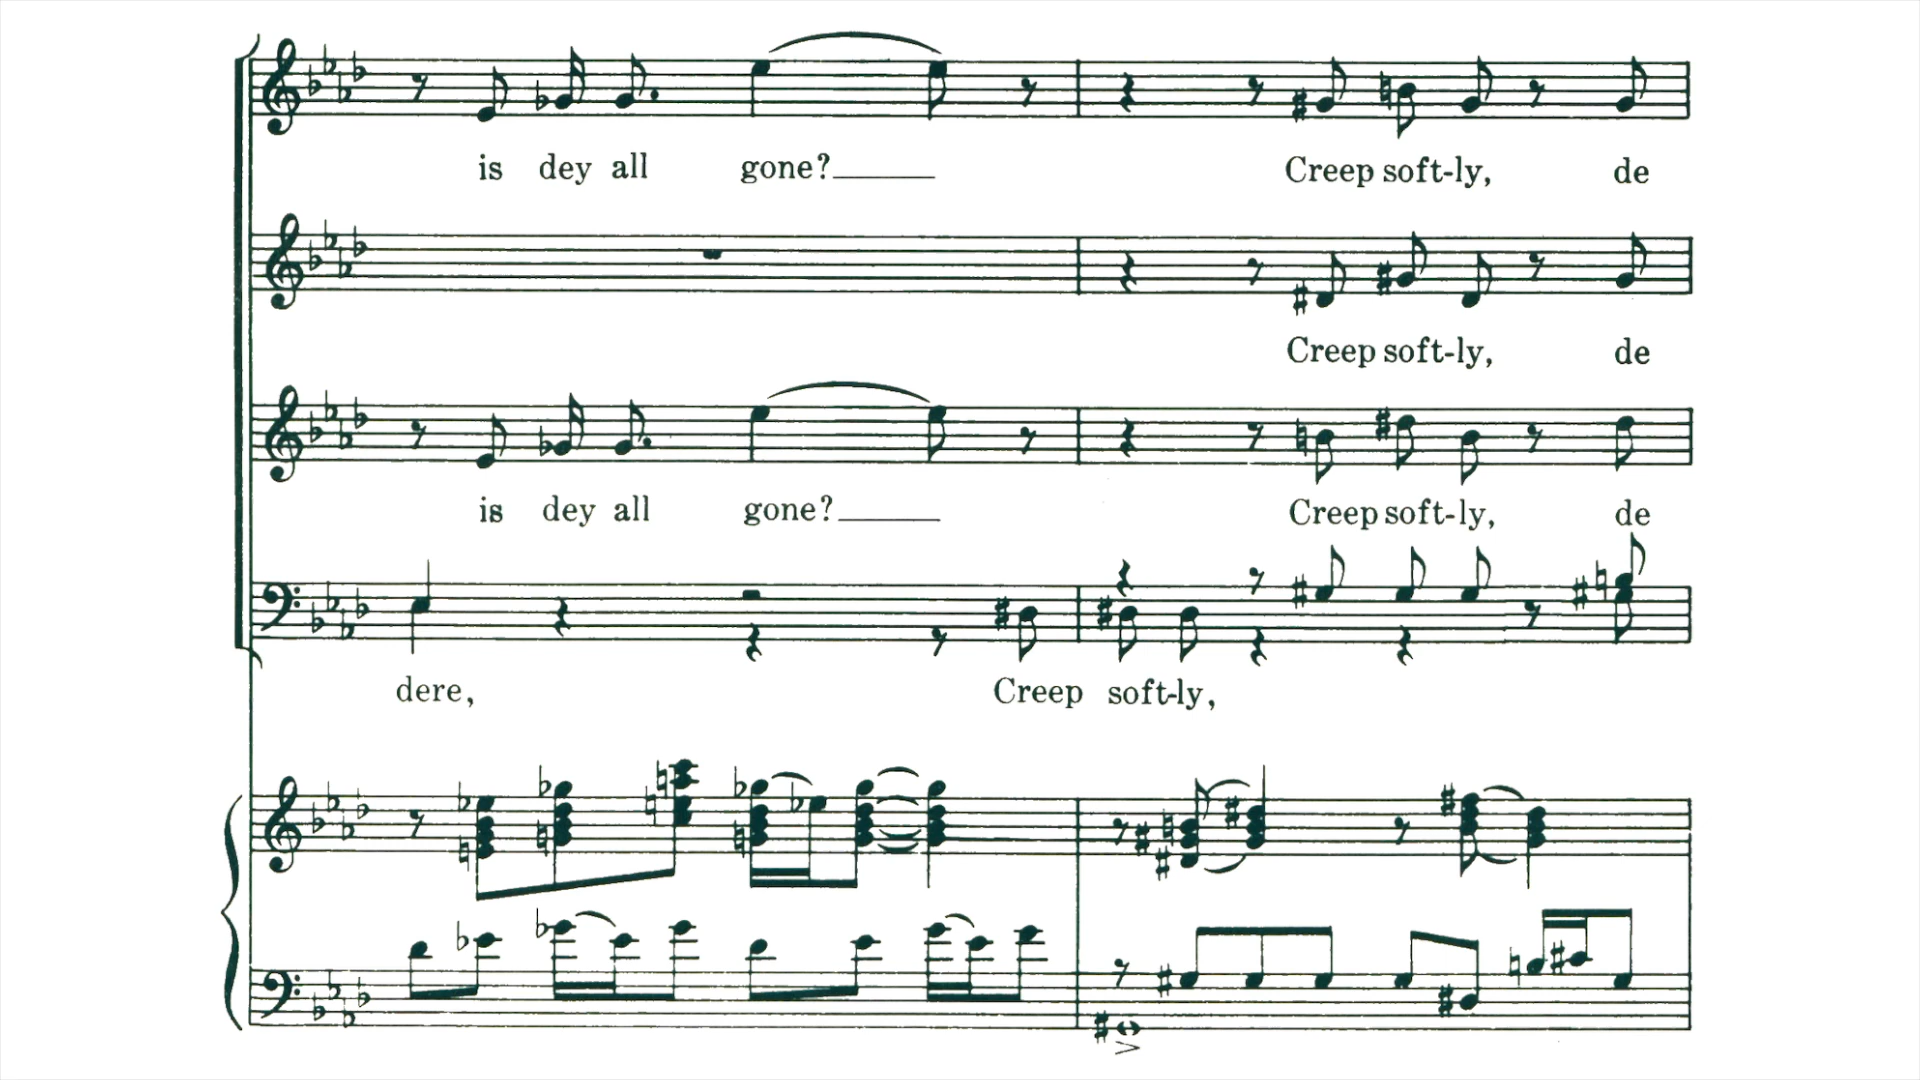 is dey all gone?
Creep soft-ly, de
Creep soft-ly, de
is dey all gone?
Creep soft-ly, de
dere, Creep soft-ly,